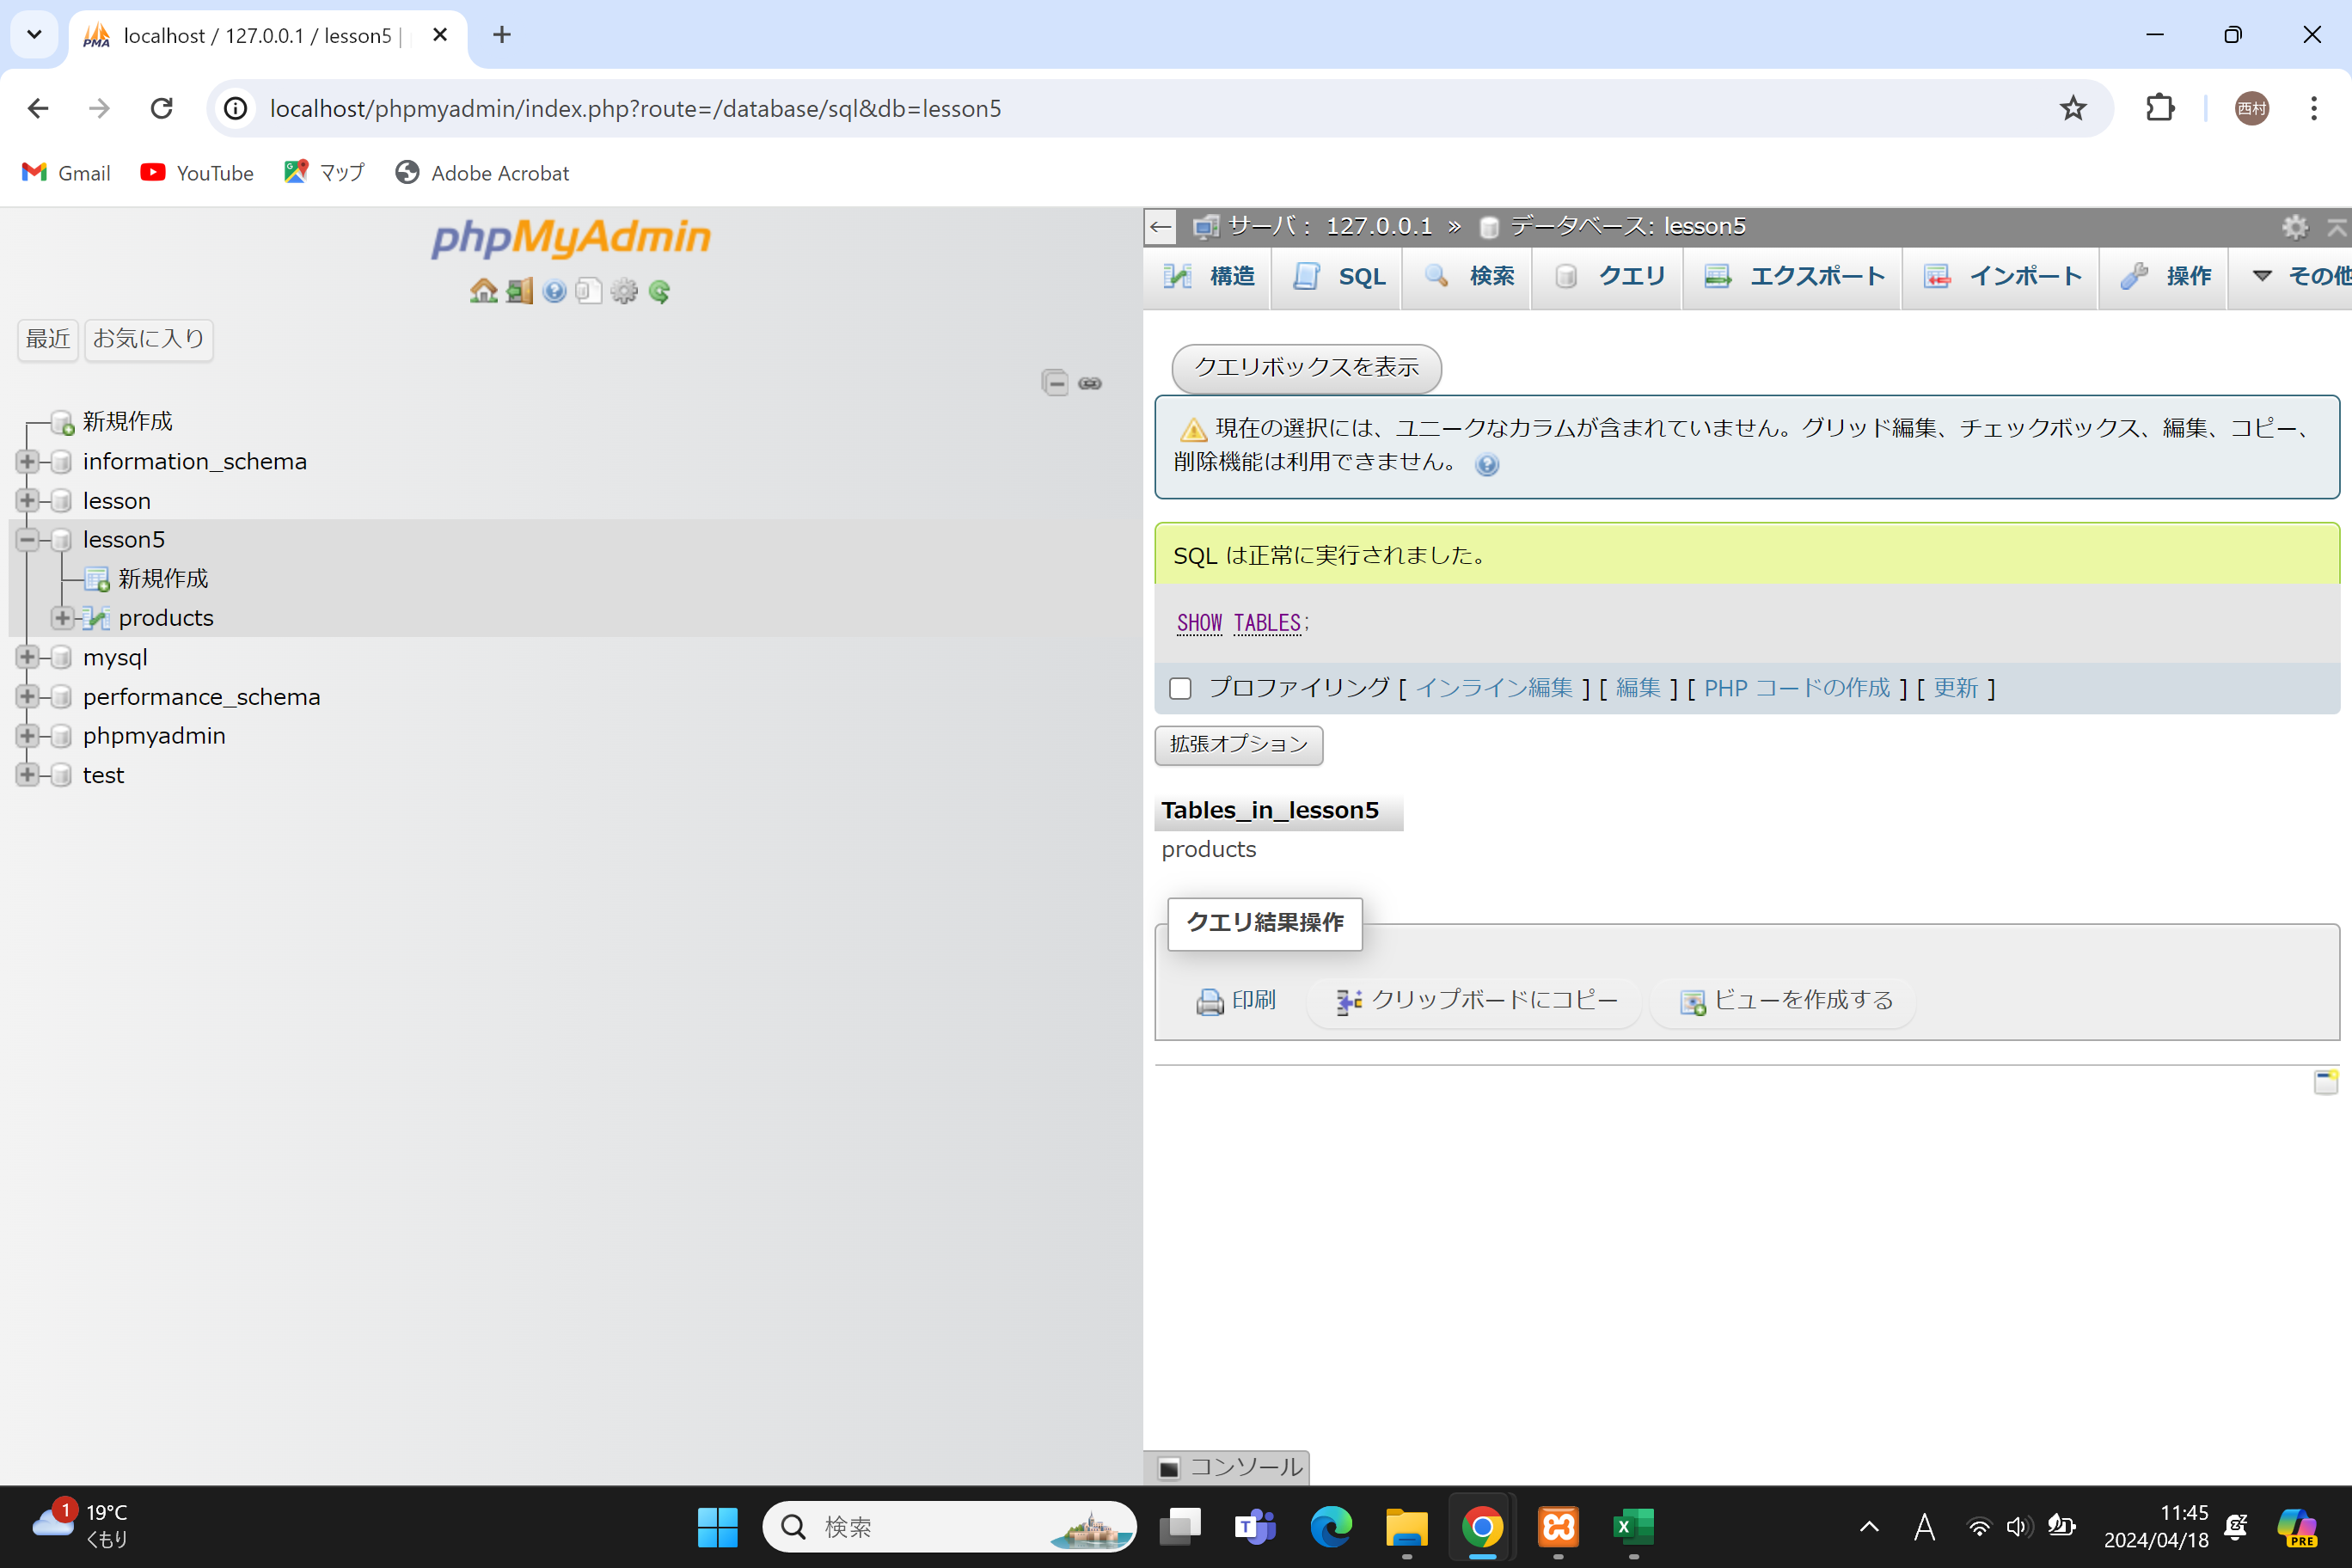 localhost / 127.0.0.1 / lesson5 |
localhost/phpmyadmin/index.php?route=/database/sql&db=lesson5
西村
Gmail
YouTube
マップ
Adobe Acrobat
phpMyAdmin
最近
お気に入り
新規作成
information_schema
lesson
lesson5
新規作成
products
mysql
performance_schema
phpmyadmin
test
サーバ: 127.0.0.1 » データベース: lesson5
構造
SQL
検索
クエリ
エクスポート
インポート
操作
その他
クエリボックスを表示
現在の選択には、ユニークなカラムが含まれていません。グリッド編集、チェックボックス、編集、コピー、
削除機能は利用できません。
SQL は正常に実行されました。
SHOW TABLES;
プロファイリング [ インライン編集 ] [ 編集 ] [ PHP コードの作成 ] [ 更新 ]
拡張オプション
Tables_in_lesson5
products
クエリ結果操作
印刷
クリップボードにコピー
ビューを作成する
コンソール
1
19°C
くもり
検索
A
11:45
2024/04/18
PRE